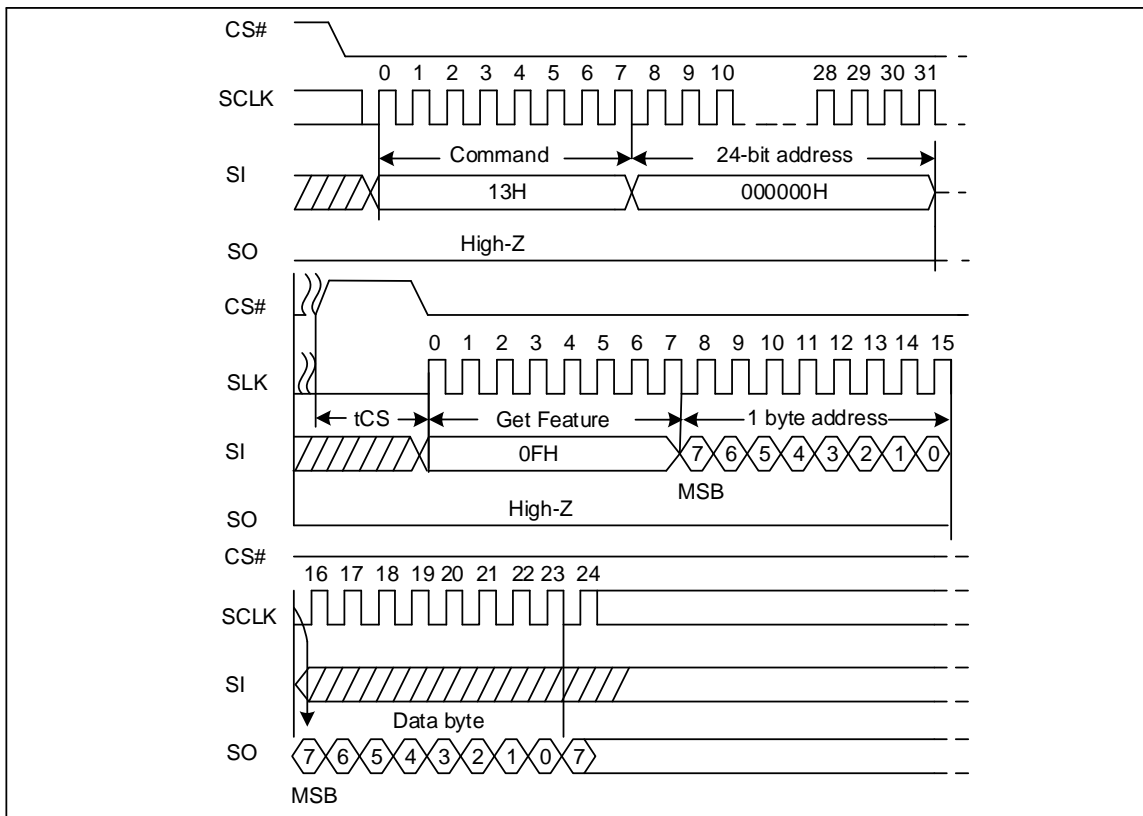 CS#
0 1 2 3 4 5 6 7 8 9 10 28 29 30 31
SCLK
Command 24-bit address
SI
13H 000000H
High-Z
SO
CS#
0 1 2 3 4 5 6 7 8 9 10 11 12 13 14 15
SLK
tCS Get Feature 1 byte address
SI
0FH 7 6 5 4 3 2 1 0
MSB
High-Z
SO
CS#
16 17 18 19 20 21 22 23 24
SCLK
SI
Data byte
SO
7 6 5 4 3 2 1 0 7
MSB